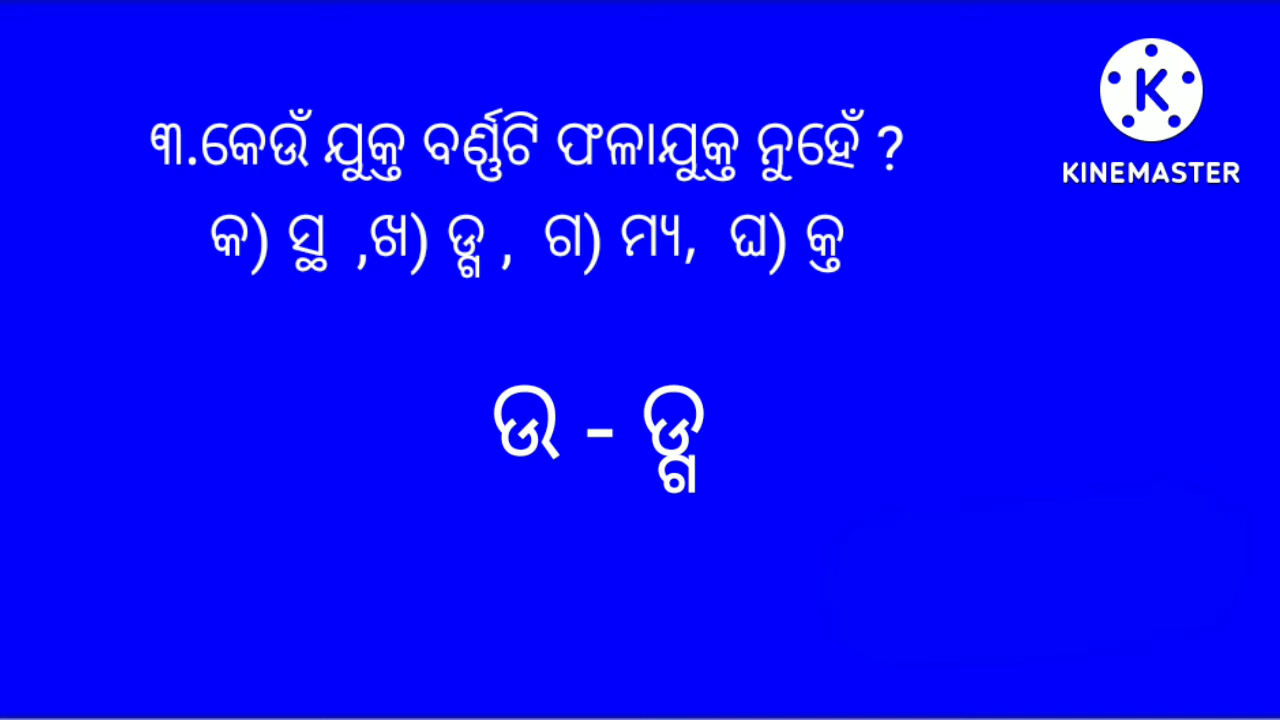 ୩.କେଉଁ ଯୁକ୍ତ ବର୍ଣ୍ଣଟି ଫଳାଯୁକ୍ତ ନୁହେଁ ?
କ) ସ୍ଥ ,ଖ) ଡ୍ଗ , ଗ) ମ୍ୟ, ଘ) କ୍ତ
ଉ - ଡ୍ଗ
K
KINEMASTER